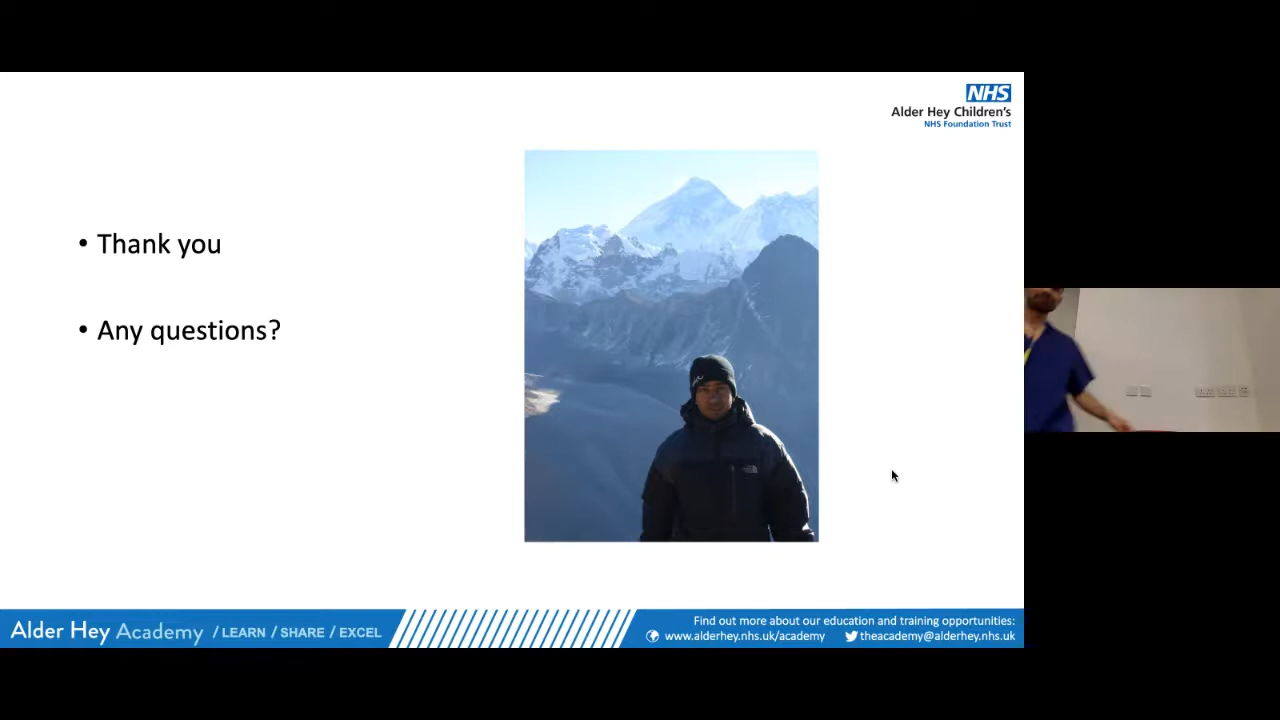 NHS
Alder Hey Children's
NHS Foundation Trust
• Thank you
• Any questions?
Alder Hey Academy / LEARN / SHARE / EXCEL
Find out more about our education and training opportunities:
www.alderhey.nhs.uk/academy theacademy@alderhey.nhs.uk